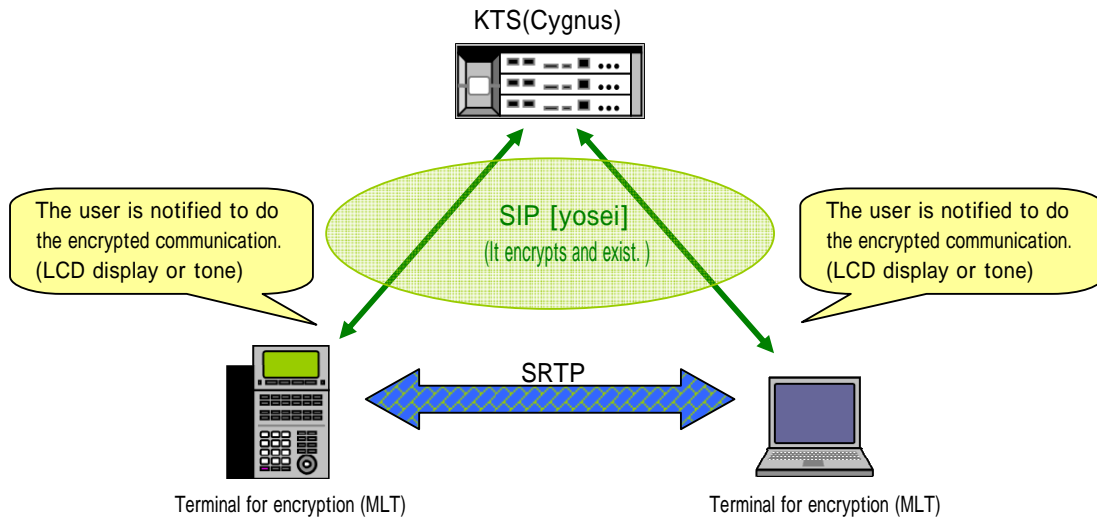 KTS(Cygnus)
The user is notified to do
the encrypted communication.
(LCD display or tone)
SIP [yosei]
(It encrypts and exist. )
The user is notified to do
the encrypted communication.
(LCD display or tone)
SRTP
Terminal for encryption (MLT)
Terminal for encryption (MLT)